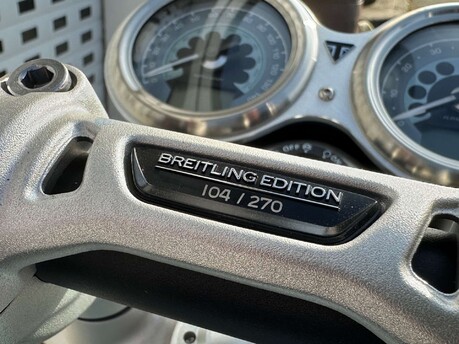 BREITLING EDITION
104 / 270
OFF